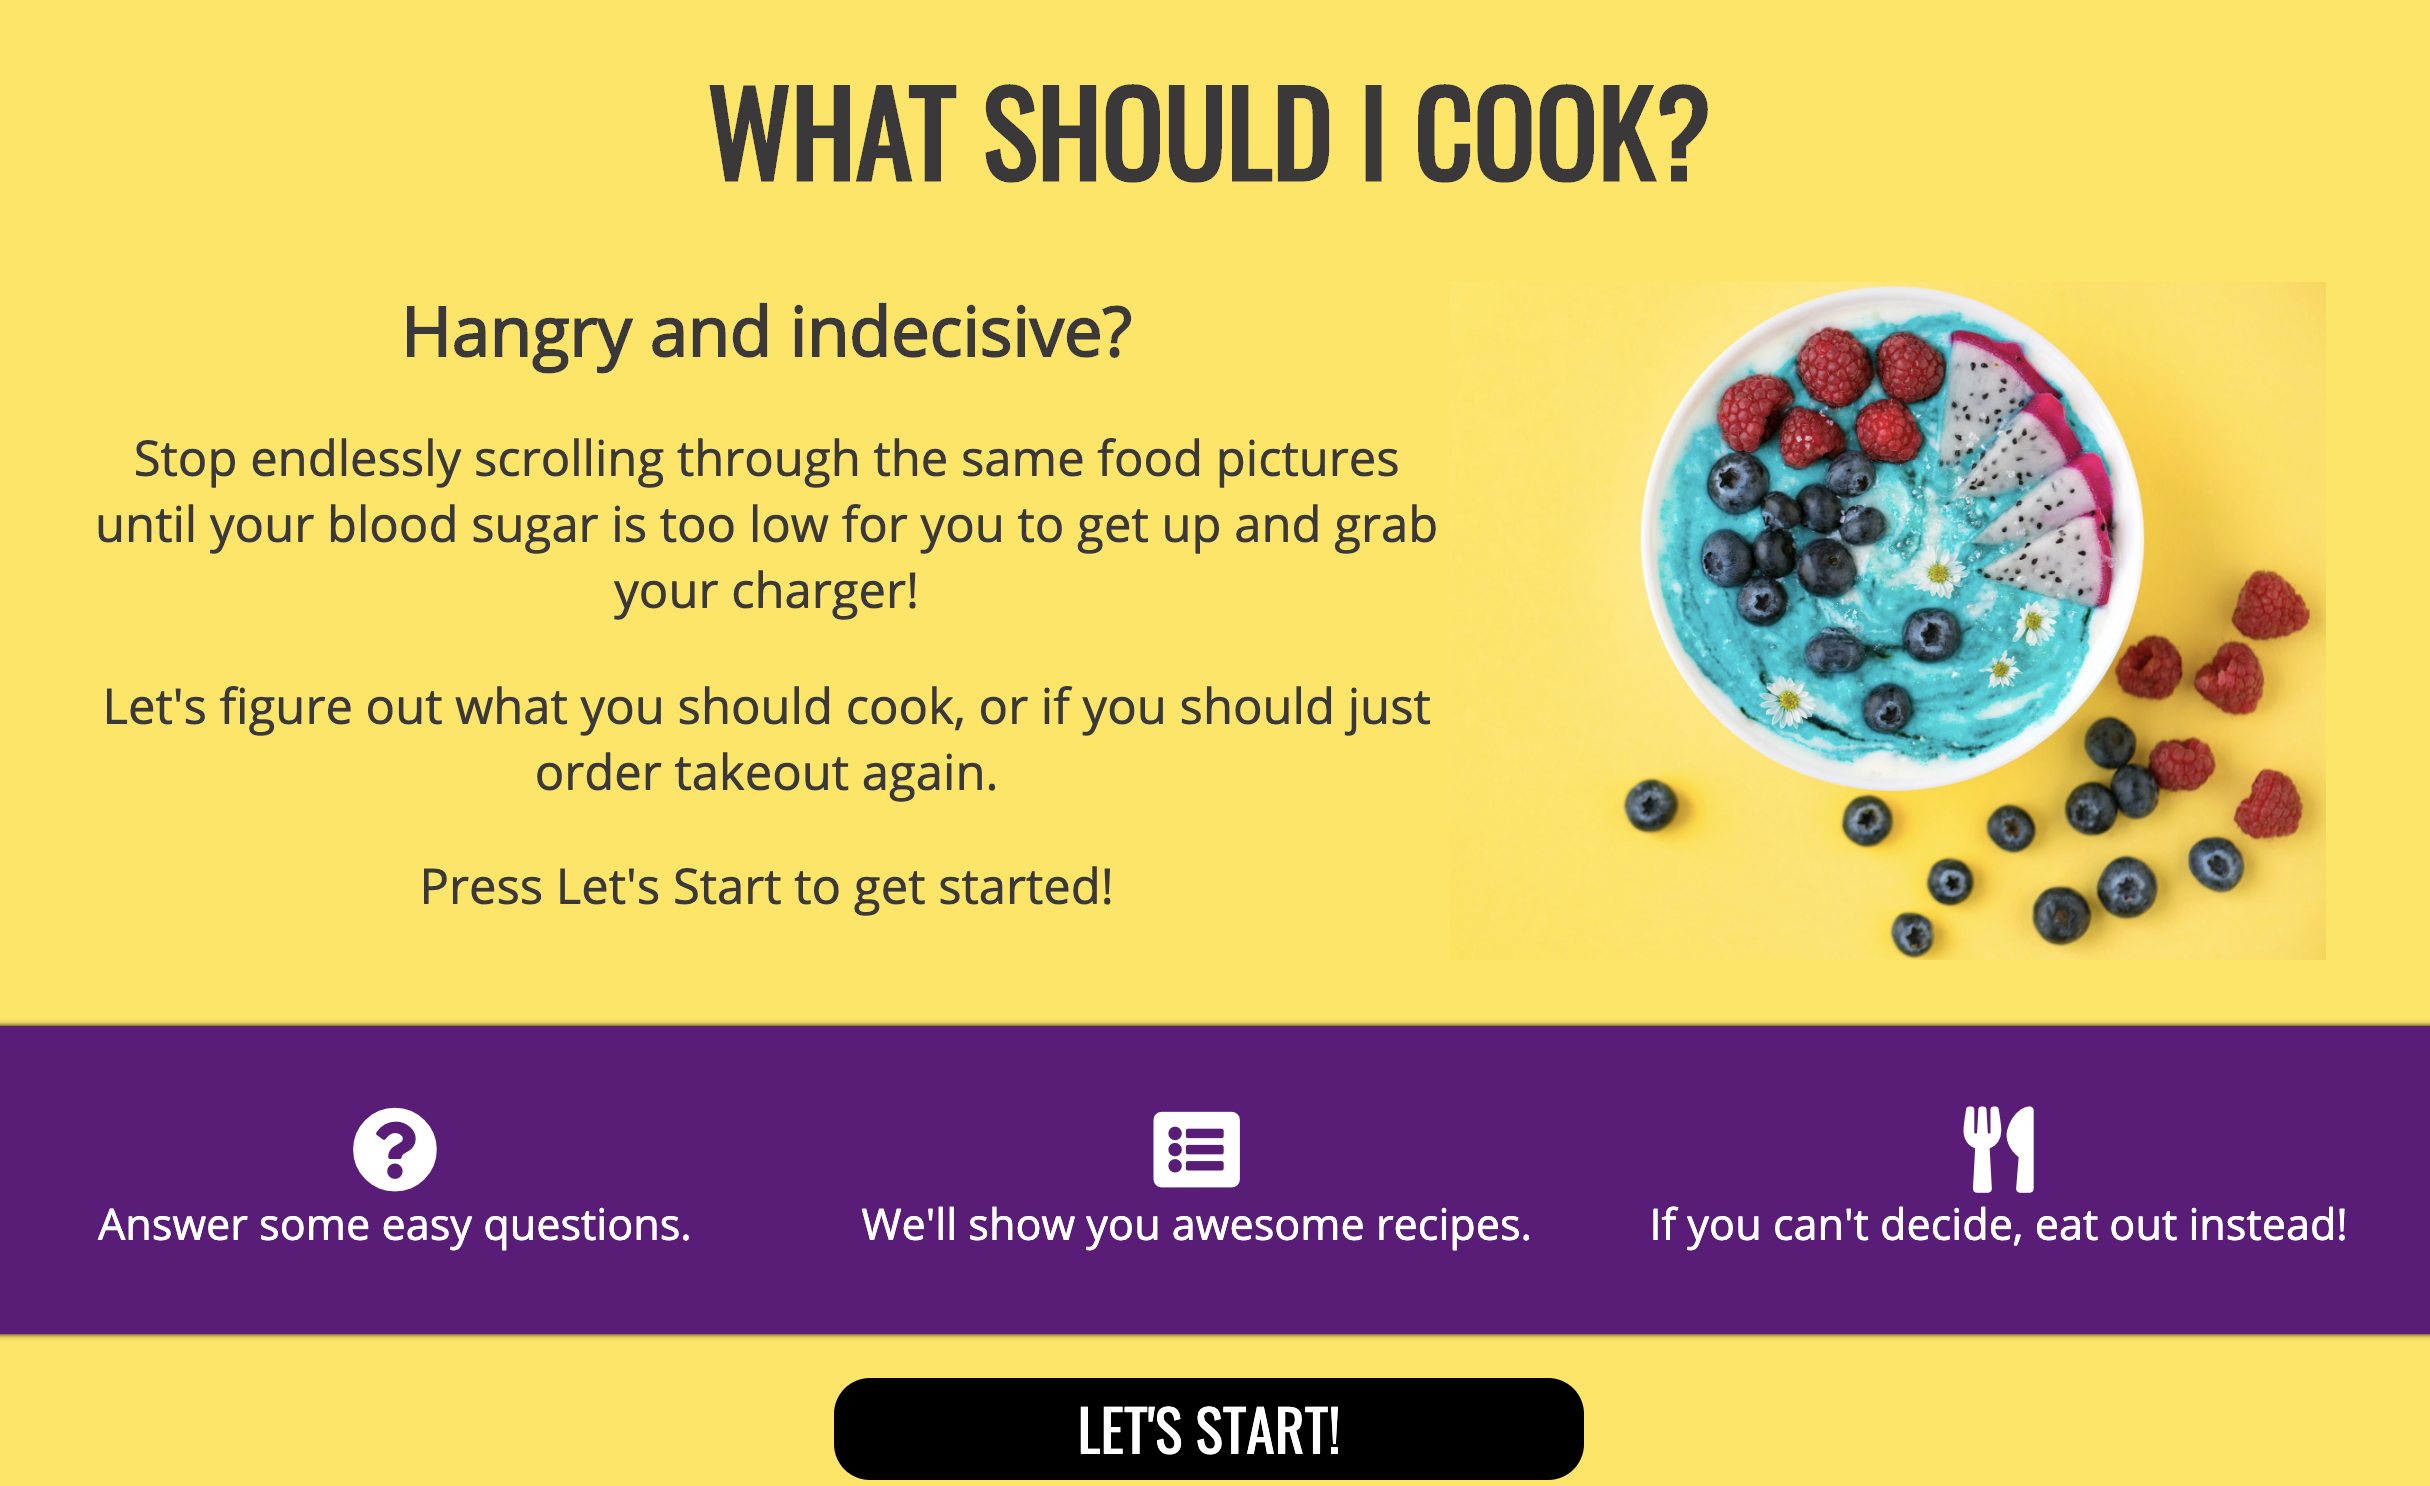 WHAT SHOULD I COOK?
Hangry and indecisive?
Stop endlessly scrolling through the same food pictures
until your blood sugar is too low for you to get up and grab
your charger!
Let's figure out what you should cook, or if you should just
order takeout again.
Press Let's Start to get started!
Answer some easy questions.
We'll show you awesome recipes.
If you can't decide, eat out instead!
LET'S START!